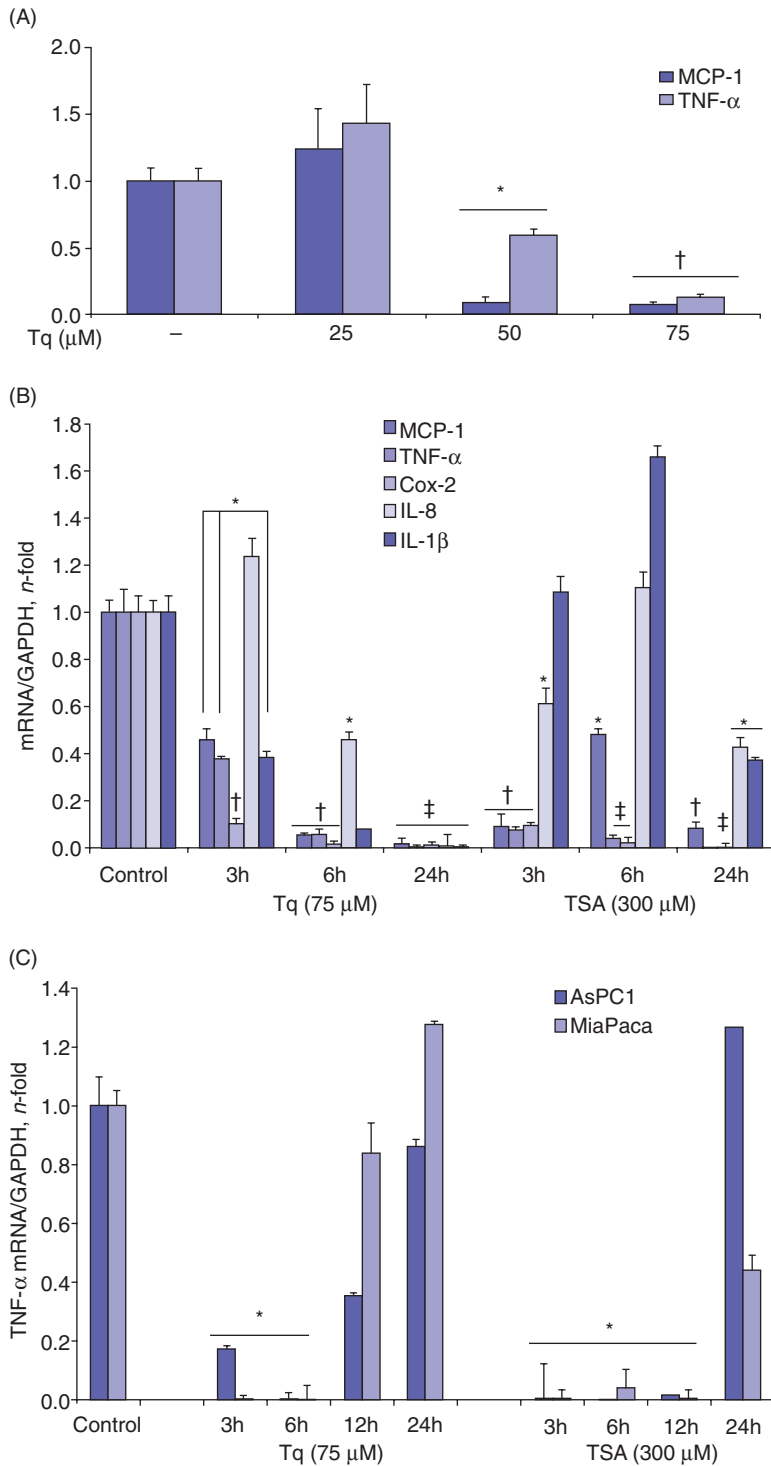 (A)
2.0
1.5
1.0
0.5
0.0
MCP-1
TNF-α
*
†
Tq (μM)
–
25
50
75
(B)
mRNA/GAPDH, n-fold
1.8
1.6
1.4
1.2
1.0
0.8
0.6
0.4
0.2
0.0
MCP-1
TNF-α
Cox-2
IL-8
IL-1β
*
†
†
*
‡
†
*
*
‡
†
‡
*
Control
3h
6h
24h
3h
6h
24h
Tq (75 μM)
TSA (300 μM)
(C)
TNF-α mRNA/GAPDH, n-fold
1.4
1.2
1.0
0.8
0.6
0.4
0.2
0.0
AsPC1
MiaPaca
*
*
Control
3h
6h
12h
24h
3h
6h
12h
24h
Tq (75 μM)
TSA (300 μM)